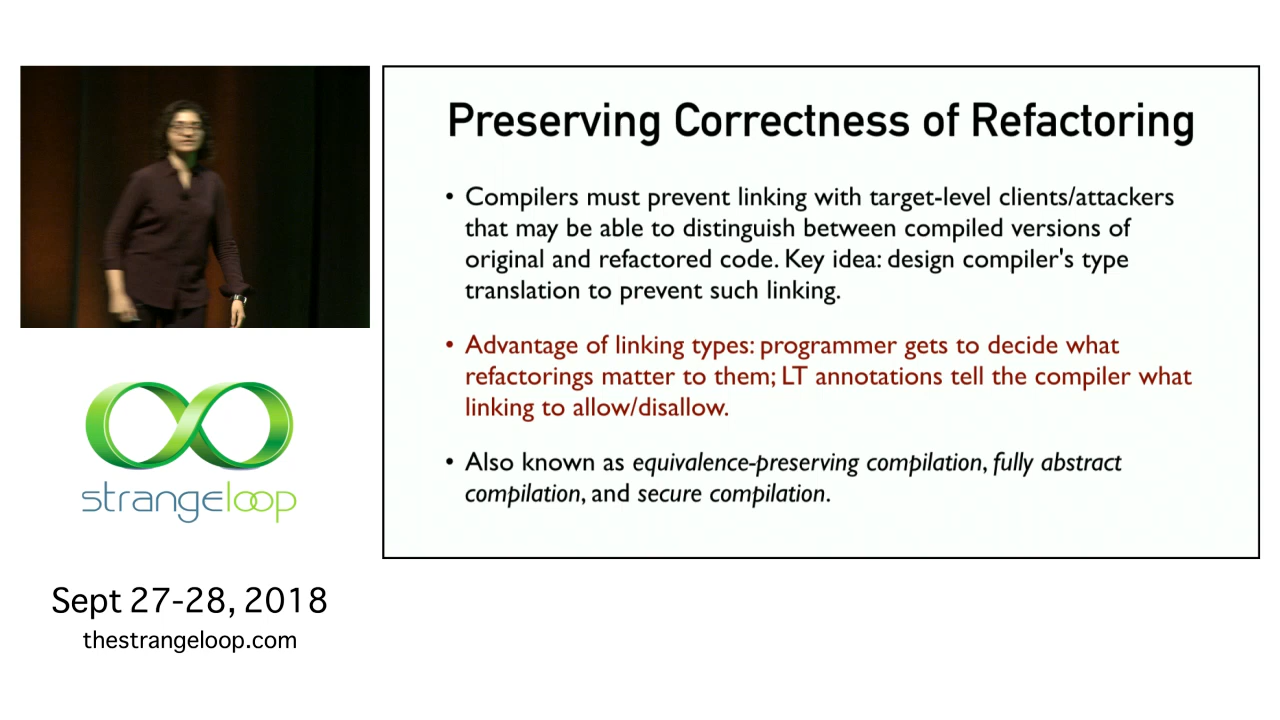 Preserving Correctness of Refactoring
• Compilers must prevent linking with target-level clients/attackers
that may be able to distinguish between compiled versions of
original and refactored code. Key idea: design compiler's type
translation to prevent such linking.
• Advantage of linking types: programmer gets to decide what
refactorings matter to them; LT annotations tell the compiler what
linking to allow/disallow.
• Also known as equivalence-preserving compilation, fully abstract
compilation, and secure compilation.
strangeloop
Sept 27-28, 2018
thestrangeloop.com